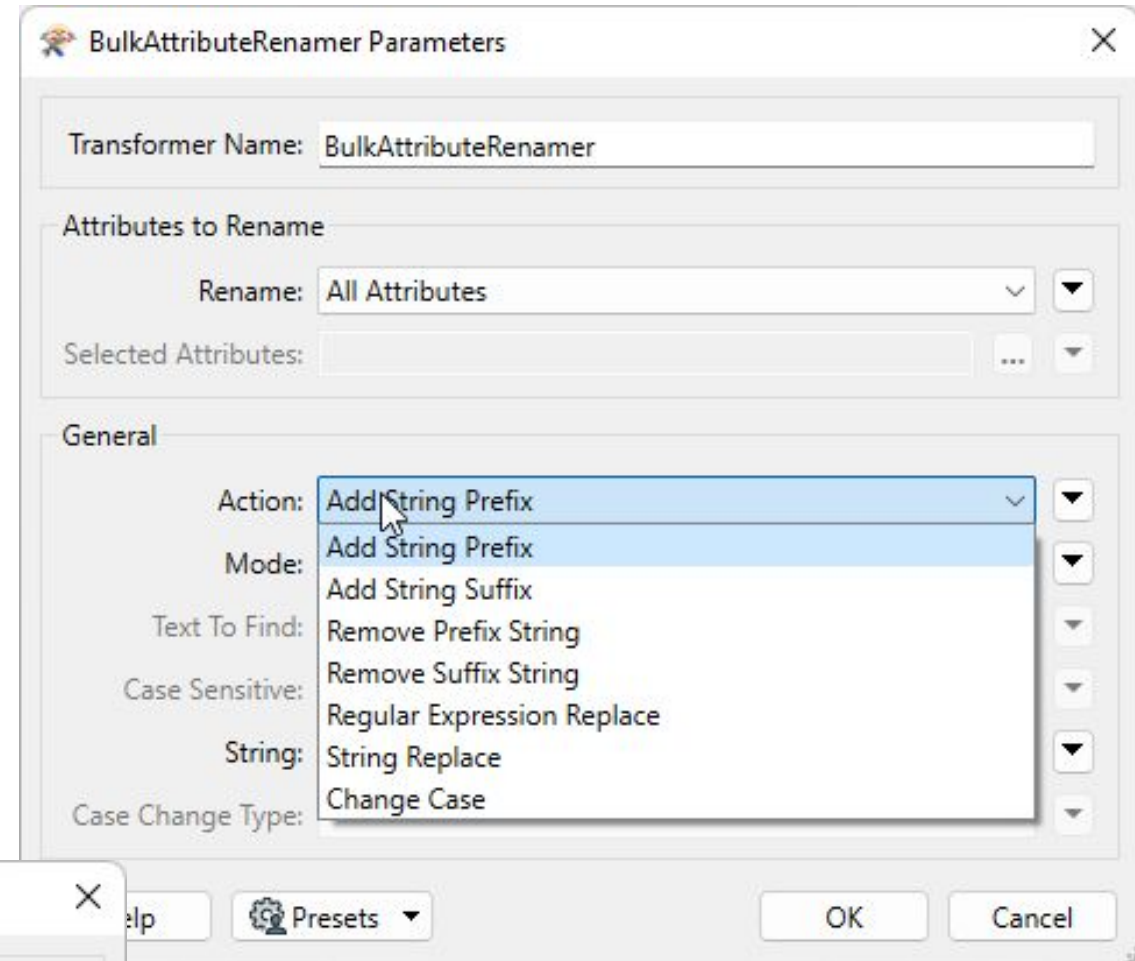 BulkAttributeRenamer Parameters
Transformer Name: BulkAttributeRenamer
Attributes to Rename
Rename: All Attributes
Selected Attributes: ...
General
Action: Add String Prefix
Add String Prefix
Mode:
Add String Suffix
Text To Find: Remove Prefix String
Case Sensitive: Remove Suffix String
Regular Expression Replace
String: String Replace
Case Change Type: Change Case
Presets OK Cancel